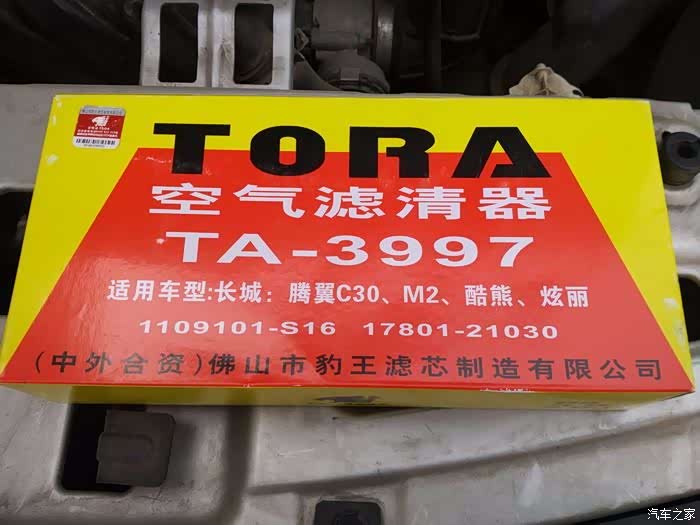 TORA
空气滤清器
TA-3997
适用车型:长城：腾翼C30、M2、酷熊、炫丽
1109101-S16 17801-21030
(中外合资)佛山市豹王滤芯制造有限公司
汽车之家